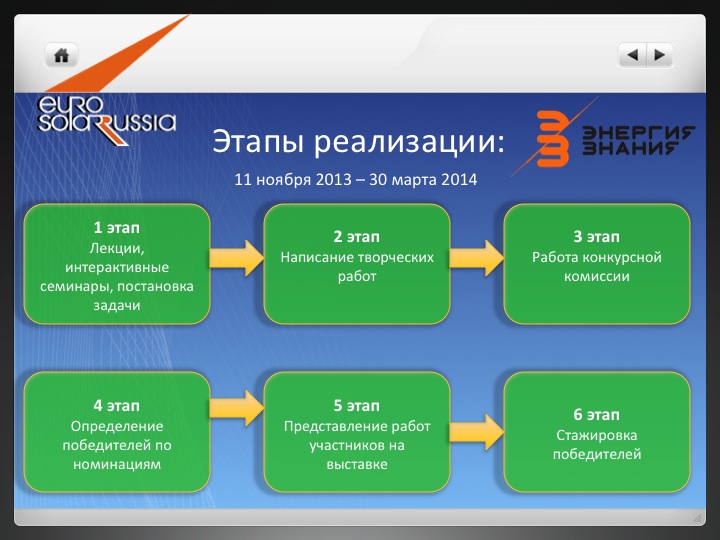 euro
solarrussia
Этапы реализации:
ЭНЕРГИЯ
ЗНАНИЯ
11 ноября 2013 – 30 марта 2014
1 этап
Лекции,
интерактивные
семинары, постановка
задачи
2 этап
Написание творческих
работ
3 этап
Работа конкурсной
комиссии
4 этап
Определение
победителей по
номинациям
5 этап
Представление работ
участников на
выставке
6 этап
Стажировка
победителей